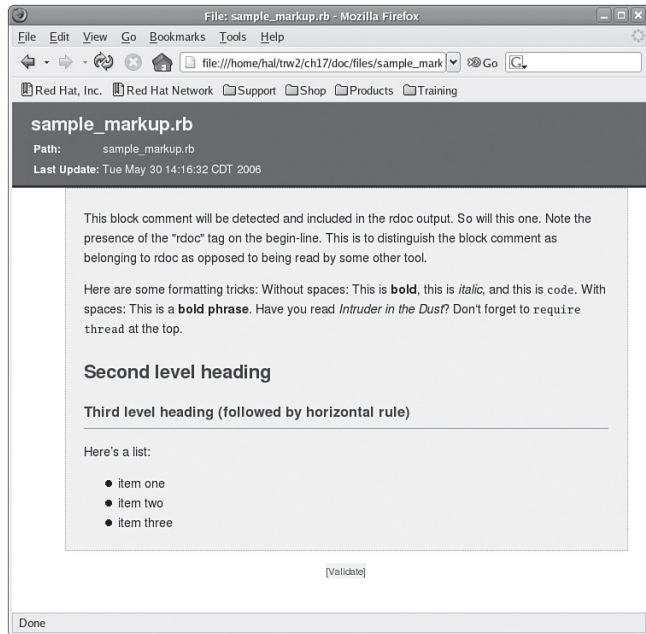 File: sample_markup.rb - Mozilla Firefox
File Edit View Go Bookmarks Tools Help
file:///home/hal/trw2/ch17/doc/files/sample_mark Go G
Red Hat, Inc. Red Hat Network Support Shop Products Training
sample_markup.rb
Path: sample_markup.rb
Last Update: Tue May 30 14:16:32 CDT 2006
This block comment will be detected and included in the rdoc output. So will this one. Note the
presence of the "rdoc" tag on the begin-line. This is to distinguish the block comment as
belonging to rdoc as opposed to being read by some other tool.
Here are some formatting tricks: Without spaces: This is bold, this is italic, and this is code. With
spaces: This is a bold phrase. Have you read Intruder in the Dust? Don't forget to require
thread at the top.
Second level heading
Third level heading (followed by horizontal rule)
Here's a list:
item one
item two
item three
[Validate]
Done